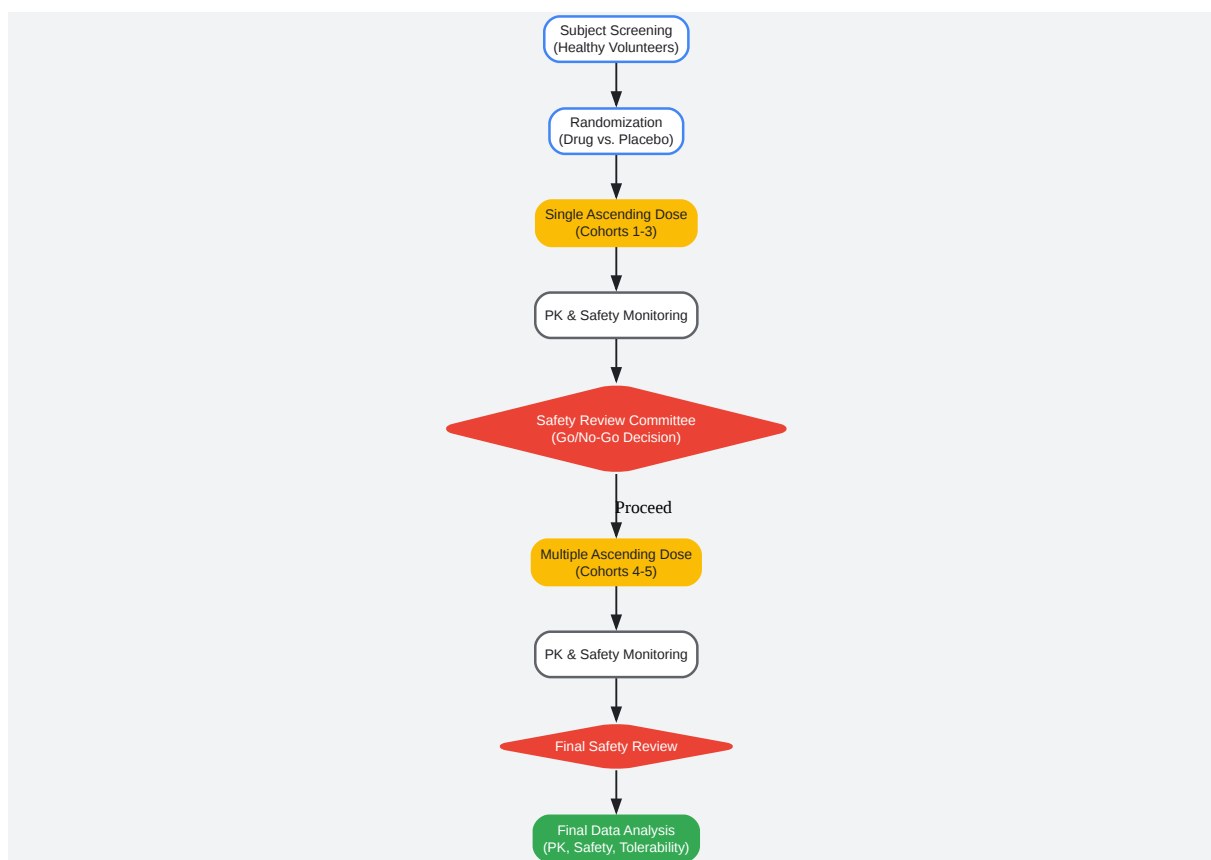 Subject Screening
(Healthy Volunteers)
Randomization
(Drug vs. Placebo)
Single Ascending Dose
(Cohorts 1-3)
PK & Safety Monitoring
Safety Review Committee
(Go/No-Go Decision)
Proceed
Multiple Ascending Dose
(Cohorts 4-5)
PK & Safety Monitoring
Final Safety Review
Final Data Analysis
(PK, Safety, Tolerability)